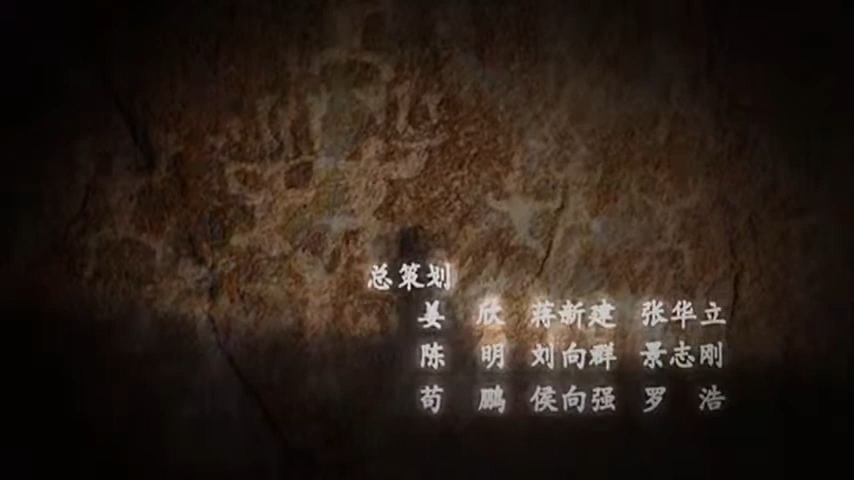 总策划
姜 欣 蒋新建 张华立
陈 明 刘向群 景志刚
苟 鹏 侯向强 罗 浩